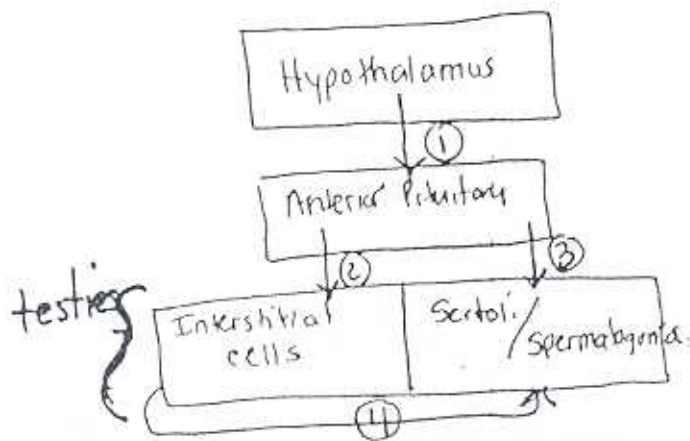 Hypothalamus
①
Anterior Pituitary
② ③
testies
Interstitial
cells
Sertoli
/ Spermatogonia.
④